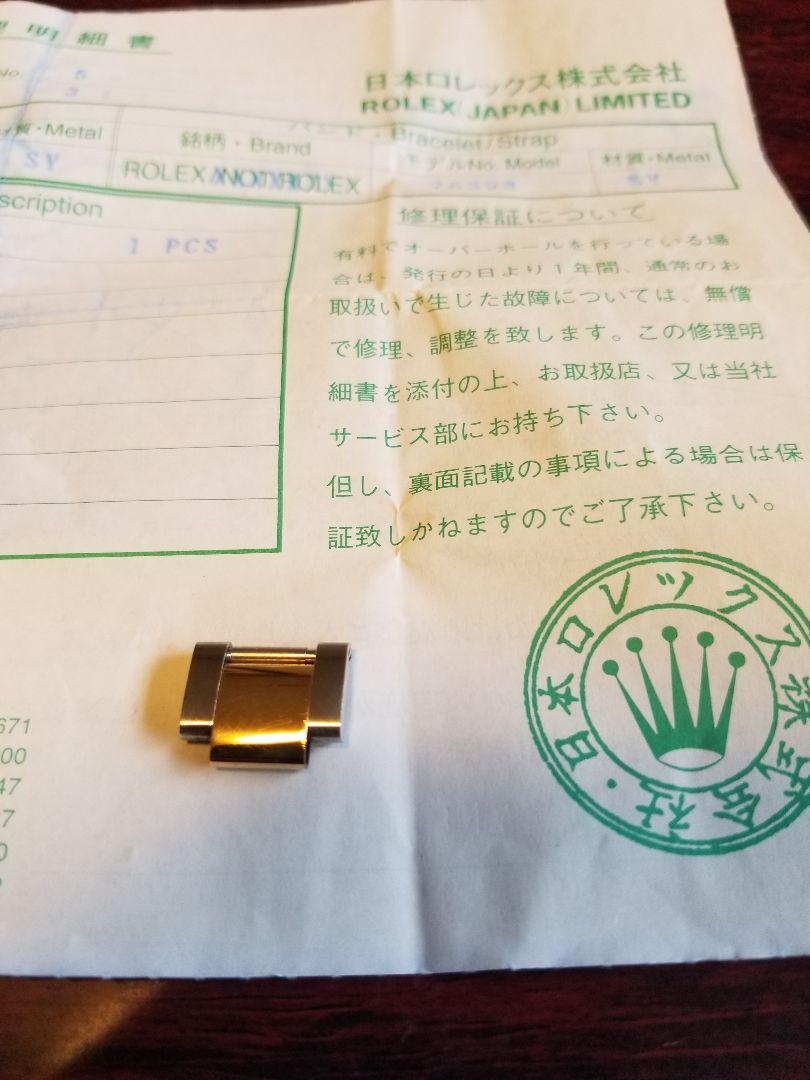 明細書
No. 5
3
日本ロレックス株式会社
ROLEX (JAPAN) LIMITED
質・Metal
銘柄・Brand
バンド・Bracelet/Strap
モデルNo. Model
材質・Metal
SY
ROLEX/NOT ROLEX
SY
scription
修理保証について
1 PCS
有料でオーバーホールを行っている場
合は、発行の日より1年間、通常のお
取扱いで生じた故障については、無償
で修理、調整を致します。この修理明
細書を添付の上、お取扱店、又は当社
サービス部にお持ち下さい。
但し、裏面記載の事項による場合は保
証致しかねますのでご了承下さい。
日本ロレックス株式会社
671
00
47
7
0